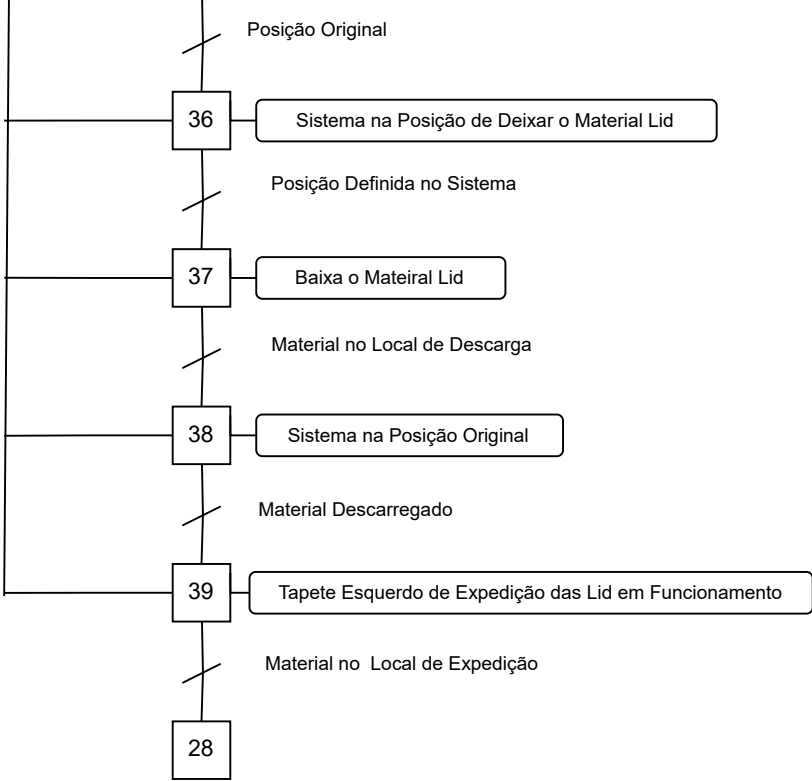 Posição Original
36
Sistema na Posição de Deixar o Material Lid
Posição Definida no Sistema
37
Baixa o Mateiral Lid
Material no Local de Descarga
38
Sistema na Posição Original
Material Descarregado
39
Tapete Esquerdo de Expedição das Lid em Funcionamento
Material no  Local de Expedição
28